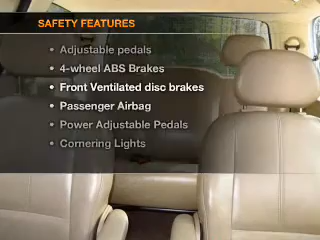 SAFETY FEATURES
• Adjustable pedals
• 4-wheel ABS Brakes
• Front Ventilated disc brakes
• Passenger Airbag
• Power Adjustable Pedals
• Cornering Lights